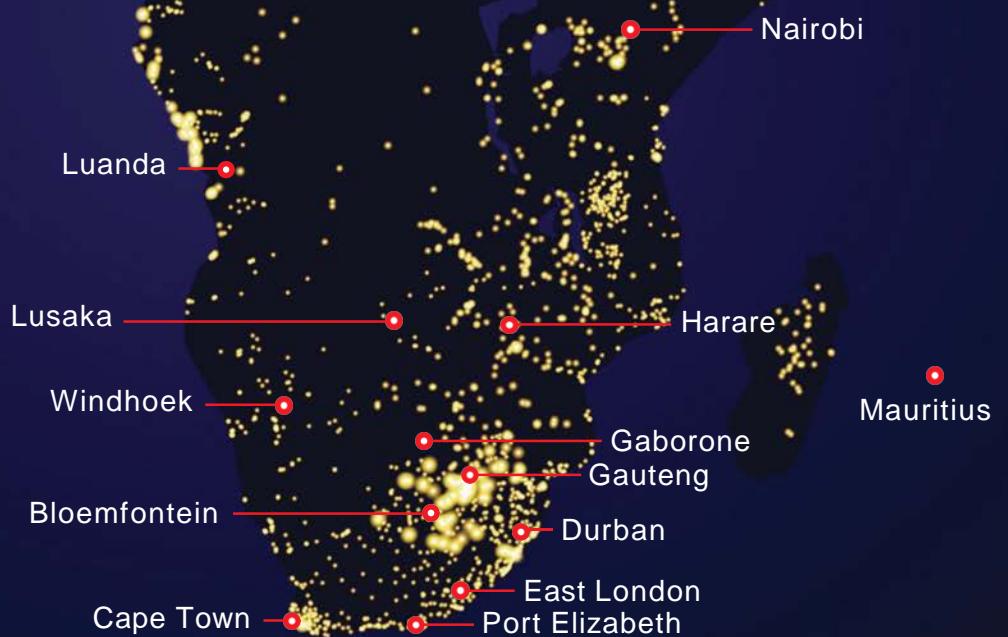 Nairobi
Luanda
Lusaka
Harare
Windhoek
Mauritius
Gaborone
Gauteng
Bloemfontein
Durban
East London
Cape Town
Port Elizabeth